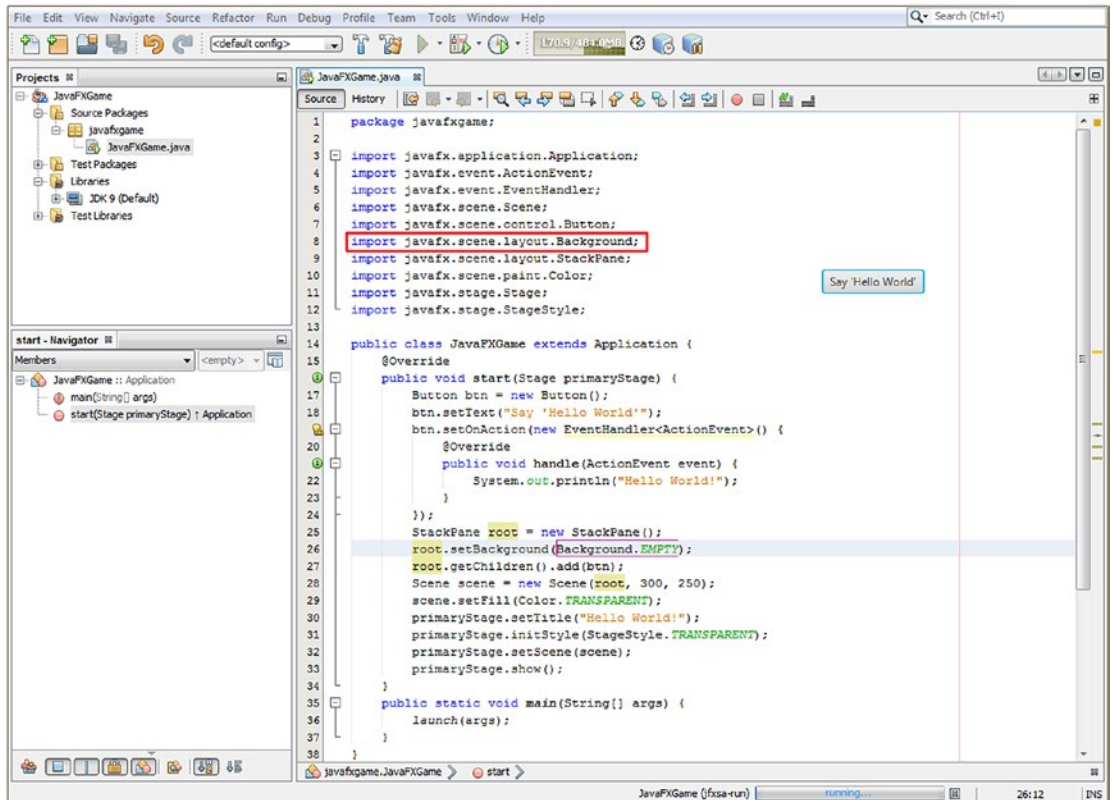 File Edit View Navigate Source Refactor Run Debug Profile Team Tools Window Help
Search (Ctrl+I)
<default config>
Projects
JavaFXGame.java
JavaFXGame
Source Packages
javafxgame
JavaFXGame.java
Test Packages
Libraries
JDK 9 (Default)
Test Libraries
start - Navigator
Members
<empty>
JavaFXGame :: Application
main(String[] args)
start(Stage primaryStage) ↑ Application
Source History
1 package javafxgame;
2
3 import javafx.application.Application;
4 import javafx.event.ActionEvent;
5 import javafx.event.EventHandler;
6 import javafx.scene.Scene;
7 import javafx.scene.control.Button;
8 import javafx.scene.layout.Background;
9 import javafx.scene.layout.StackPane;
10 import javafx.scene.paint.Color;
11 import javafx.stage.Stage;
12 import javafx.stage.StageStyle;
13
14 public class JavaFXGame extends Application {
15 @Override
public void start(Stage primaryStage) {
17 Button btn = new Button();
18 btn.setText("Say 'Hello World'");
btn.setOnAction(new EventHandler<ActionEvent>() {
20 @Override
public void handle(ActionEvent event) {
22 System.out.println("Hello World!");
23 }
24 });
25 StackPane root = new StackPane();
26 root.setBackground(Background.EMPTY);
27 root.getChildren().add(btn);
28 Scene scene = new Scene(root, 300, 250);
29 scene.setFill(Color.TRANSPARENT);
30 primaryStage.setTitle("Hello World!");
31 primaryStage.initStyle(StageStyle.TRANSPARENT);
32 primaryStage.setScene(scene);
33 primaryStage.show();
34 }
35 public static void main(String[] args) {
36 launch(args);
37 }
38 }
Say 'Hello World'
javafxgame.JavaFXGame start
JavaFXGame (jfxsa-run) running... 26:12 INS